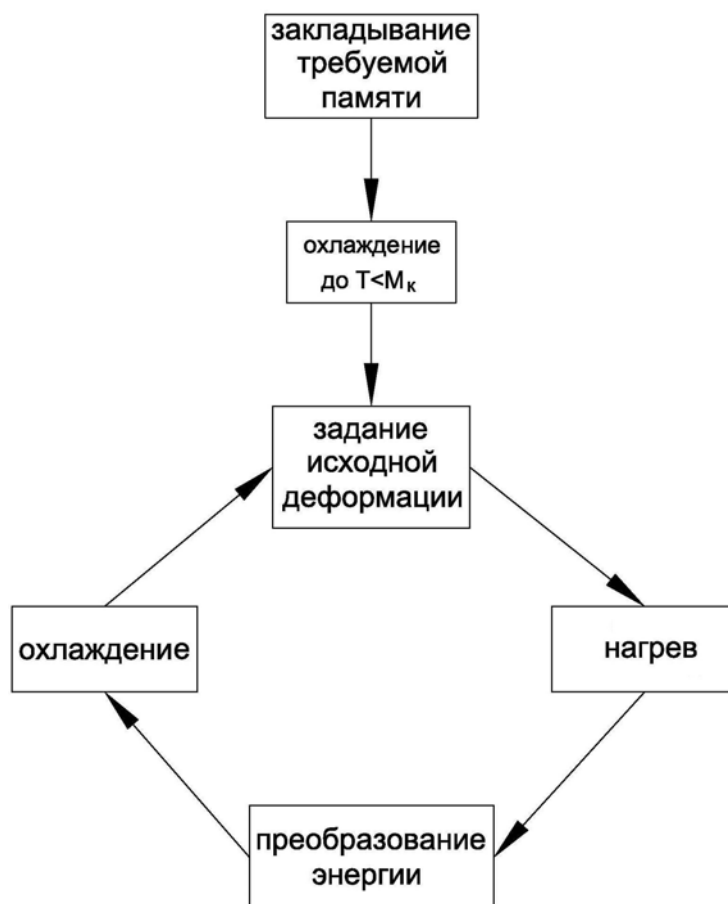 закладывание
требуемой
памяти
охлаждение
до T<Mк
задание
исходной
деформации
охлаждение
нагрев
преобразование
энергии